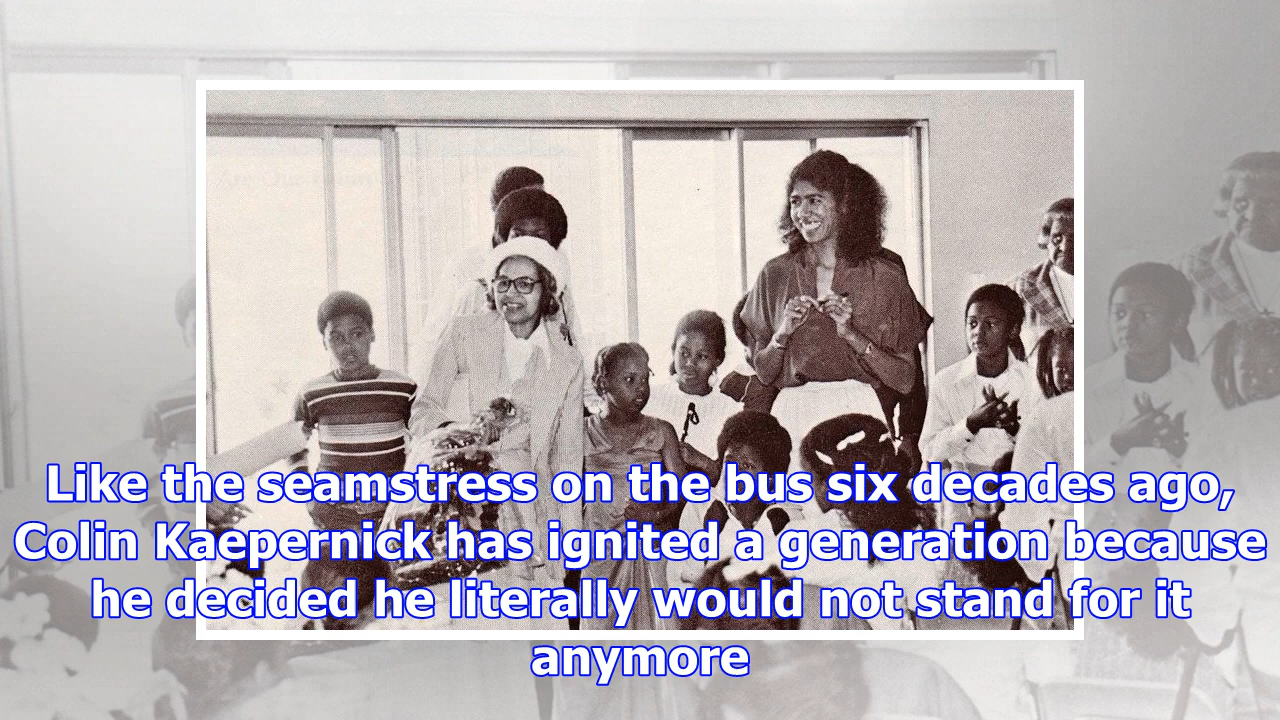 Like the seamstress on the bus six decades ago,
Colin Kaepernick has ignited a generation because
he decided he literally would not stand for it
anymore